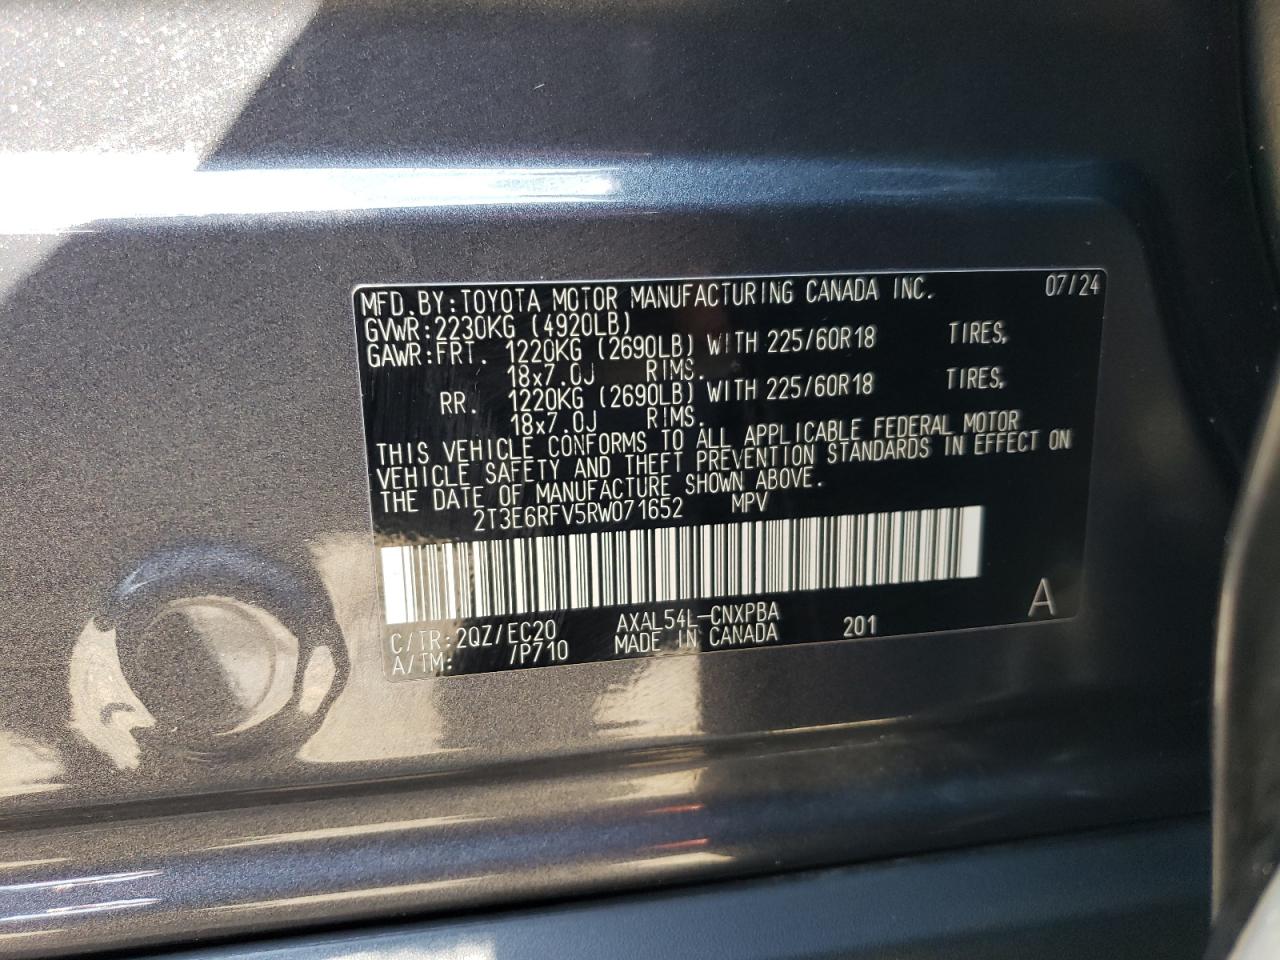 MFD.BY:TOYOTA MOTOR MANUFACTURING CANADA INC. 07/24
GVWR:2230KG (4920LB)
GAWR:FRT. 1220KG (2690LB) WITH 225/60R18 TIRES,
18x7.0J RIMS.
RR. 1220KG (2690LB) WITH 225/60R18 TIRES,
18x7.0J RIMS.
THIS VEHICLE CONFORMS TO ALL APPLICABLE FEDERAL MOTOR
VEHICLE SAFETY AND THEFT PREVENTION STANDARDS IN EFFECT ON
THE DATE OF MANUFACTURE SHOWN ABOVE.
2T3E6RFV5RW071652 MPV
C/TR:2QZ/EC20 AXAL54L-CNXPBA
A/TM: /P710 MADE IN CANADA 201 A